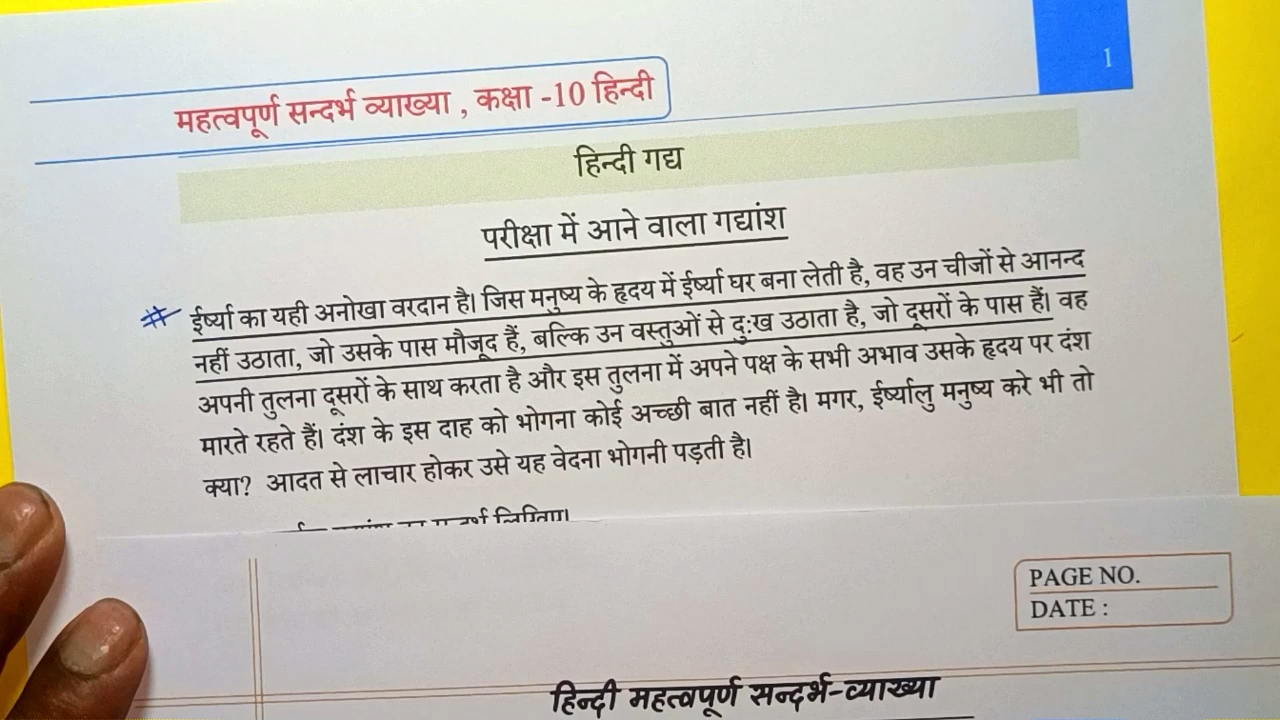 1
महत्वपूर्ण सन्दर्भ व्याख्या , कक्षा -10 हिन्दी
हिन्दी गद्य
परीक्षा में आने वाला गद्यांश
# ईर्ष्या का यही अनोखा वरदान है। जिस मनुष्य के हृदय में ईर्ष्या घर बना लेती है, वह उन चीजों से आनन्द
नहीं उठाता, जो उसके पास मौजूद हैं, बल्कि उन वस्तुओं से दुःख उठाता है, जो दूसरों के पास हैं। वह
अपनी तुलना दूसरों के साथ करता है और इस तुलना में अपने पक्ष के सभी अभाव उसके हृदय पर दंश
मारते रहते हैं। दंश के इस दाह को भोगना कोई अच्छी बात नहीं है। मगर, ईर्ष्यालु मनुष्य करे भी तो
क्या? आदत से लाचार होकर उसे यह वेदना भोगनी पड़ती है।
लिखिए।
PAGE NO.
DATE :
हिन्दी महत्वपूर्ण सन्दर्भ-व्याख्या